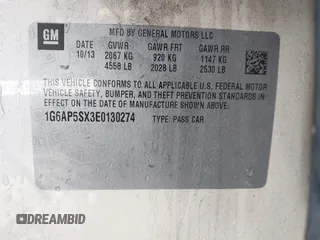 GM
MFD BY GENERAL MOTORS LLC
DATE GVWR GAWR FRT GAWR RR
10/13 2067 KG 920 KG 1147 KG
4558 LB 2028 LB 2530 LB
THIS VEHICLE CONFORMS TO ALL APPLICABLE U.S. FEDERAL MOTOR
VEHICLE SAFETY, BUMPER, AND THEFT PREVENTION STANDARDS IN
EFFECT ON THE DATE OF MANUFACTURE SHOWN ABOVE.
1G6AP5SX3E0130274 TYPE: PASS CAR
DREAMBID